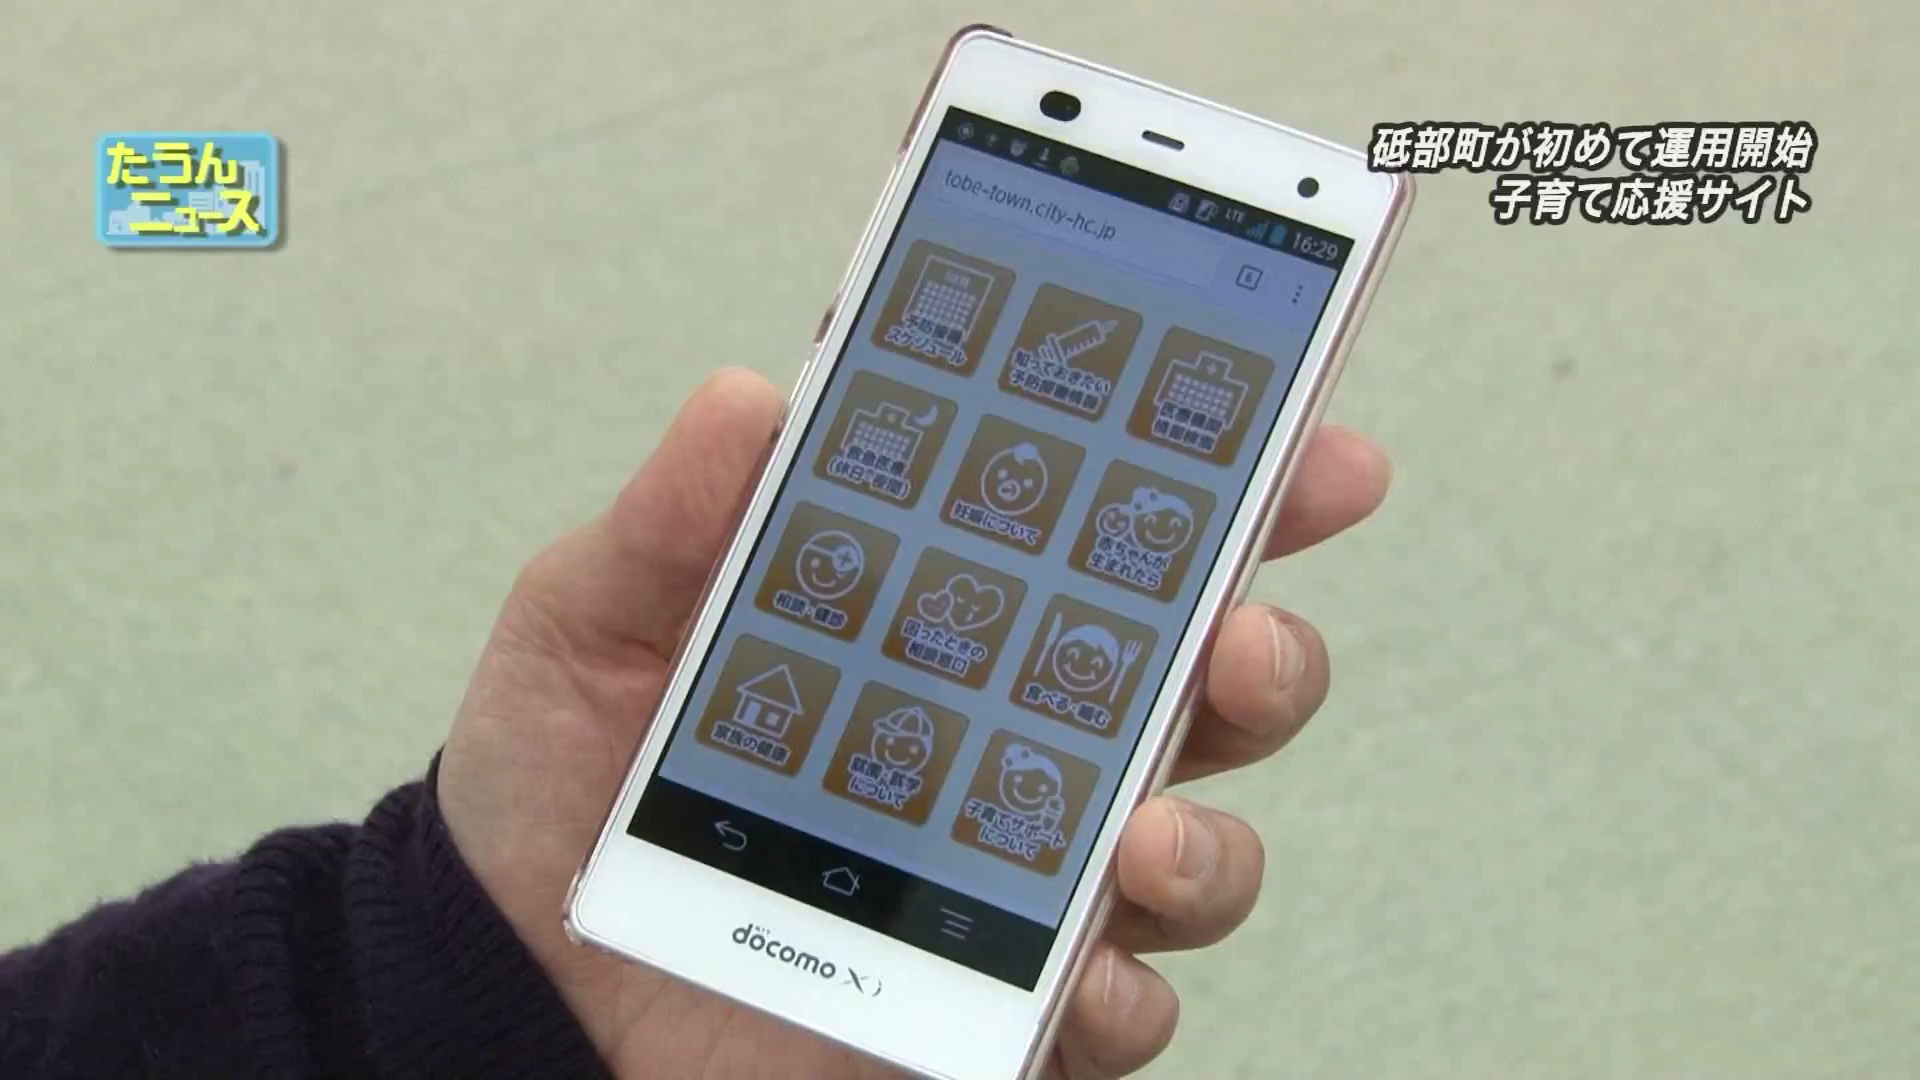 たうん
ニュース
砥部町が初めて運用開始
子育て応援サイト
LTE
16:29
tobe-town.city-hc.jp
6
予防接種
スケジュール
知っておきたい
予防接種情報
医療機関
情報検索
救急医療
(休日・夜間)
妊娠について
赤ちゃんが
生まれたら
相談・健診
困ったときの
相談窓口
食べる・噛む
家族の健康
就園・就学
について
子育てサポート
について
NTT
docomo Xi